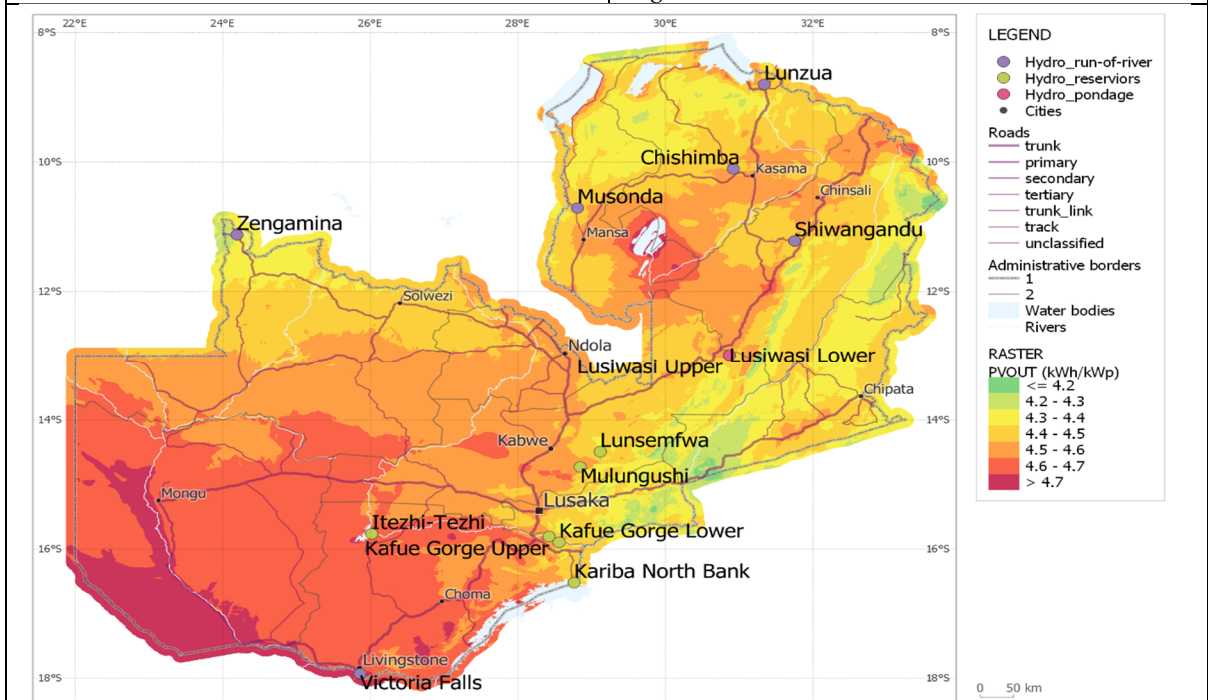 22°E 24°E 26°E 28°E 30°E 32°E
8°S 8°S
Lunzua
10°S Chishimba 10°S
Kasama
Chinsali
Musonda
Mansa
Zengamina
Shiwangandu
12°S 12°S
Solwezi
Ndola
Lusiwasi Upper
Lusiwasi Lower
Chipata
14°S 14°S
Kabwe
Lunsemfwa
Mulungushi
Mongu
Lusaka
Itezhi-Tezhi
Kafue Gorge Lower
Kafue Gorge Upper
16°S 16°S
Kariba North Bank
Choma
Livingstone
Victoria Falls
18°S 18°S
LEGEND
Hydro_run-of-river
Hydro_reserviors
Hydro_pondage
Cities
Roads
trunk
primary
secondary
tertiary
trunk_link
track
unclassified
Administrative borders
1
2
Water bodies
Rivers
RASTER
PVOUT (kWh/kWp)
<= 4.2
4.2 - 4.3
4.3 - 4.4
4.4 - 4.5
4.5 - 4.6
4.6 - 4.7
> 4.7
0 50 km